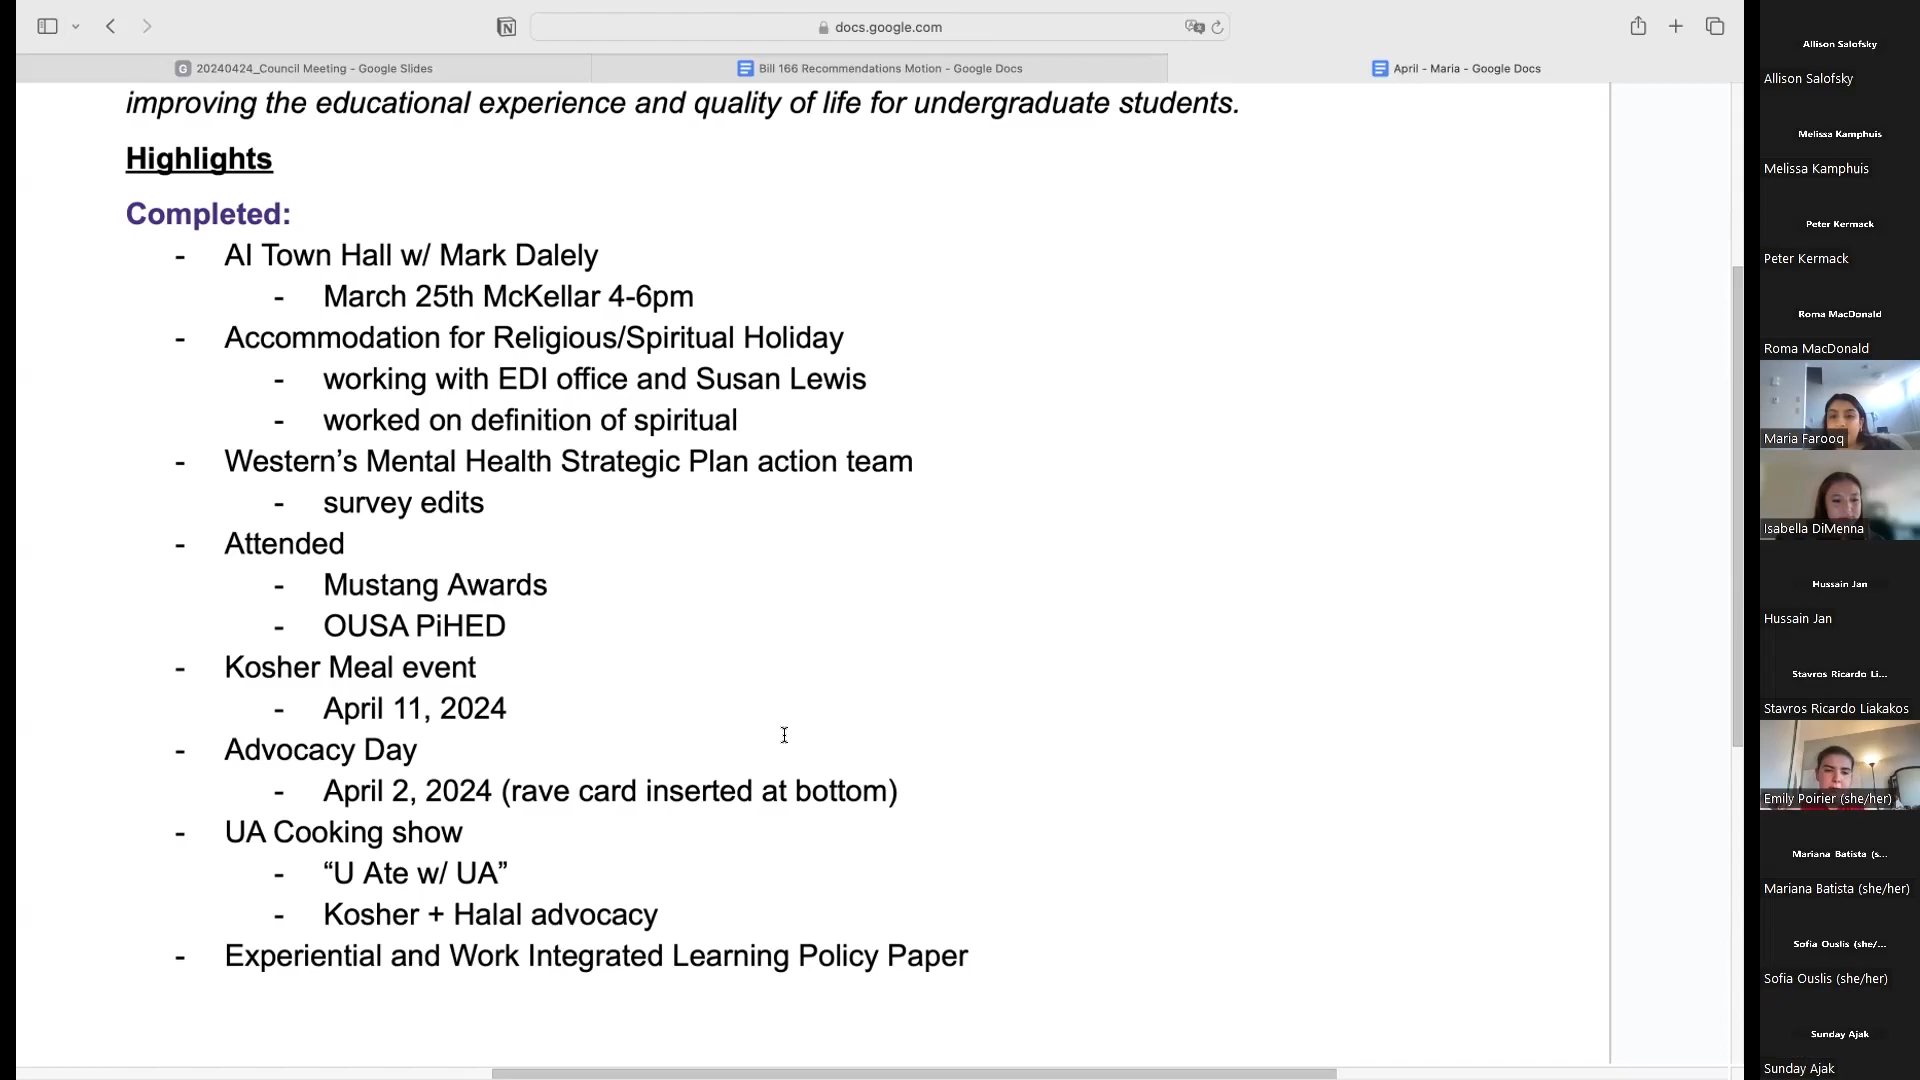 docs.google.com
20240424_Council Meeting - Google Slides
Bill 166 Recommendations Motion - Google Docs
April - Maria - Google Docs
improving the educational experience and quality of life for undergraduate students.
Highlights
Completed:
- AI Town Hall w/ Mark Dalely
- March 25th McKellar 4-6pm
- Accommodation for Religious/Spiritual Holiday
- working with EDI office and Susan Lewis
- worked on definition of spiritual
- Western’s Mental Health Strategic Plan action team
- survey edits
- Attended
- Mustang Awards
- OUSA PiHED
- Kosher Meal event
- April 11, 2024
- Advocacy Day
- April 2, 2024 (rave card inserted at bottom)
- UA Cooking show
- “U Ate w/ UA”
- Kosher + Halal advocacy
- Experiential and Work Integrated Learning Policy Paper
Allison Salofsky
Allison Salofsky
Melissa Kamphuis
Melissa Kamphuis
Peter Kermack
Peter Kermack
Roma MacDonald
Roma MacDonald
Maria Farooq
Isabella DiMenna
Hussain Jan
Hussain Jan
Stavros Ricardo Li...
Stavros Ricardo Liakakos
Emily Poirier (she/her)
Mariana Batista (s...
Mariana Batista (she/her)
Sofia Ouslis (she/...
Sofia Ouslis (she/her)
Sunday Ajak
Sunday Ajak